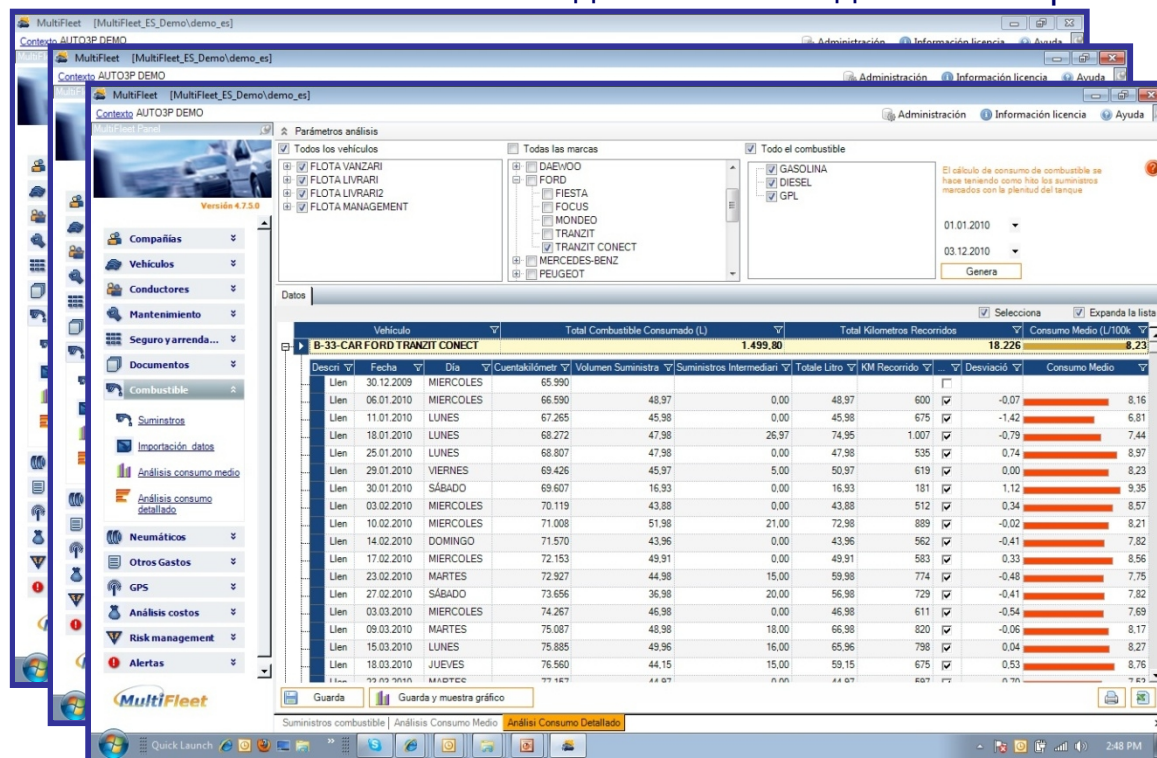 MultiFleet [MultiFleet_ES_Demo\demo_es]
Contexto AUTO3P DEMO Administración Información licencia Ayuda
MultiFleet [MultiFleet_ES_Demo\demo_es]
Contexto AUTO3P DEMO Administración Información licencia Ayuda
MultiFleet [MultiFleet_ES_Demo\demo_es]
Contexto AUTO3P DEMO Administración Información licencia Ayuda
MultiFleet Panel
Versión 4.7.5.0
Compañías
Vehículos
Conductores
Mantenimiento
Seguro y arrenda...
Documentos
Combustible
Suministros
Importación datos
Análisis consumo medio
Análisis consumo
detallado
Neumáticos
Otros Gastos
GPS
Análisis costos
Risk management
Alertas
MultiFleet
Parámetros análisis
Todos los vehículos
FLOTA VANZARI
FLOTA LIVRARI
FLOTA LIVRARI2
FLOTA MANAGEMENT
Todas las marcas
DAEWOO
FORD
FIESTA
FOCUS
MONDEO
TRANZIT
TRANZIT CONECT
MERCEDES-BENZ
PEUGEOT
Todo el combustible
GASOLINA
DIESEL
GPL
El cálculo de consumo de combustible se
hace teniendo como hito los suministros
marcados con la plenitud del tanque
01.01.2010
03.12.2010
Genera
Datos
Selecciona Expanda la lista
Vehículo Total Combustible Consumado (L) Total Kilometros Recorridos Consumo Medio (L/100k
B-33-CAR FORD TRANZIT CONECT 1.499,80 18.226 8,23
Descri Fecha Día Cuentakilómetr Volumen Suministra Suministros Intermediari Totale Litro KM Recorrido ... Desviació Consumo Medio
Llen 30.12.2009 MIERCOLES 65.990
Llen 06.01.2010 MIERCOLES 66.590 48,97 0,00 48,97 600 -0,07 8,16
Llen 11.01.2010 LUNES 67.265 45,98 0,00 45,98 675 -1,42 6,81
Llen 18.01.2010 LUNES 68.272 47,98 26,97 74,95 1.007 -0,79 7,44
Llen 25.01.2010 LUNES 68.807 47,98 0,00 47,98 535 0,74 8,97
Llen 29.01.2010 VIERNES 69.426 45,97 5,00 50,97 619 0,00 8,23
Llen 30.01.2010 SÁBADO 69.607 16,93 0,00 16,93 181 1,12 9,35
Llen 03.02.2010 MIERCOLES 70.119 43,88 0,00 43,88 512 0,34 8,57
Llen 10.02.2010 MIERCOLES 71.008 51,98 21,00 72,98 889 -0,02 8,21
Llen 14.02.2010 DOMINGO 71.570 43,96 0,00 43,96 562 -0,41 7,82
Llen 17.02.2010 MIERCOLES 72.153 49,91 0,00 49,91 583 0,33 8,56
Llen 23.02.2010 MARTES 72.927 44,98 15,00 59,98 774 -0,48 7,75
Llen 27.02.2010 SÁBADO 73.656 36,98 20,00 56,98 729 -0,41 7,82
Llen 03.03.2010 MIERCOLES 74.267 46,98 0,00 46,98 611 -0,54 7,69
Llen 09.03.2010 MARTES 75.087 48,98 18,00 66,98 820 -0,06 8,17
Llen 15.03.2010 LUNES 75.885 49,96 16,00 65,96 798 0,04 8,27
Llen 18.03.2010 JUEVES 76.560 44,15 15,00 59,15 675 0,53 8,76
Llen 23.03.2010 MARTES 77.157 44,97 0,00 44,97 597 -0,70 7,53
Guarda Guarda y muestra gráfico
Suministros combustible Análisis Consumo Medio Análisi Consumo Detallado
Quick Launch 2:48 PM